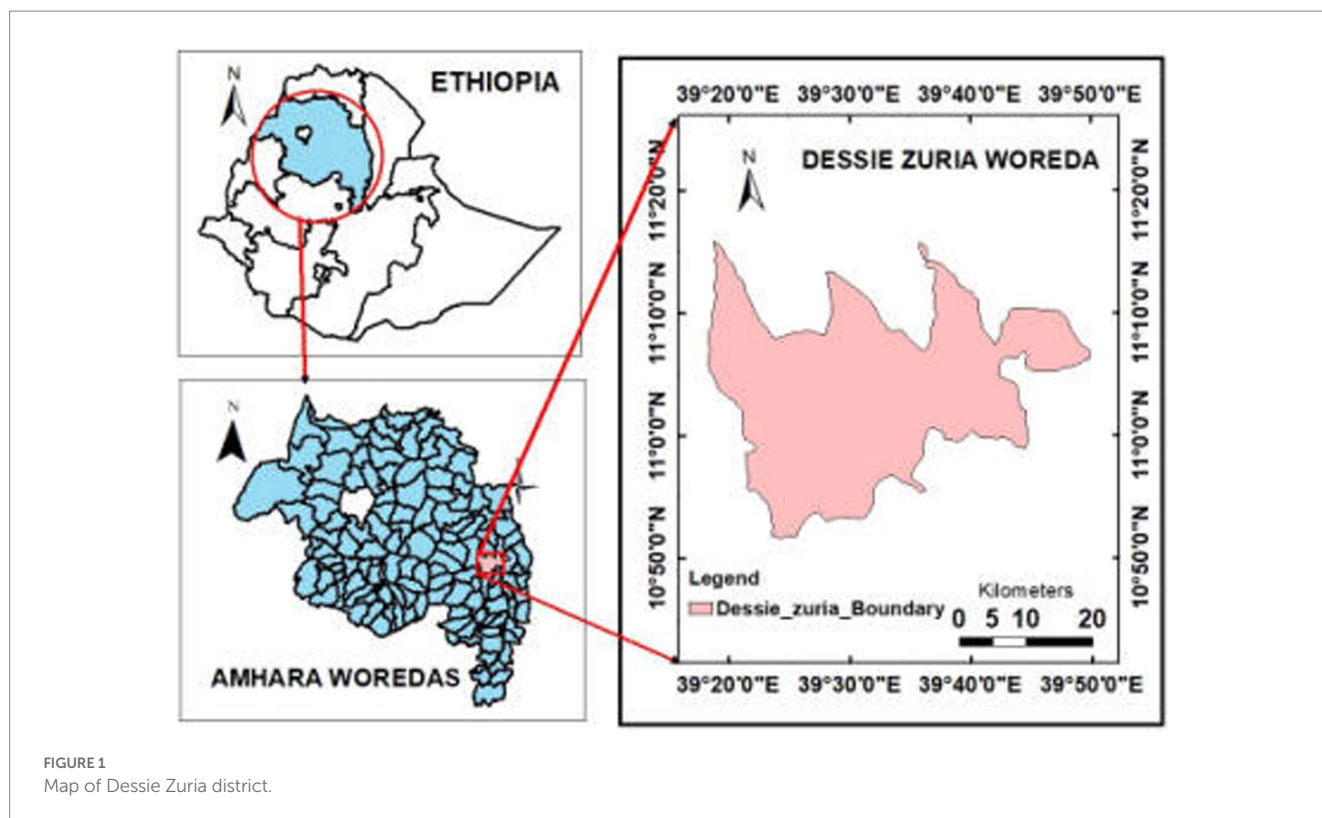 N
ETHIOPIA
N
AMHARA WOREDAS
39°20'0"E 39°30'0"E 39°40'0"E 39°50'0"E
N
DESSIE ZURIA WOREDA
11°20'0"N
11°10'0"N
11°0'0"N
10°50'0"N
11°20'0"N
11°10'0"N
11°0'0"N
10°50'0"N
Legend
Dessie_zuria_Boundary
Kilometers
0 5 10 20
39°20'0"E 39°30'0"E 39°40'0"E 39°50'0"E
FIGURE 1
Map of Dessie Zuria district.